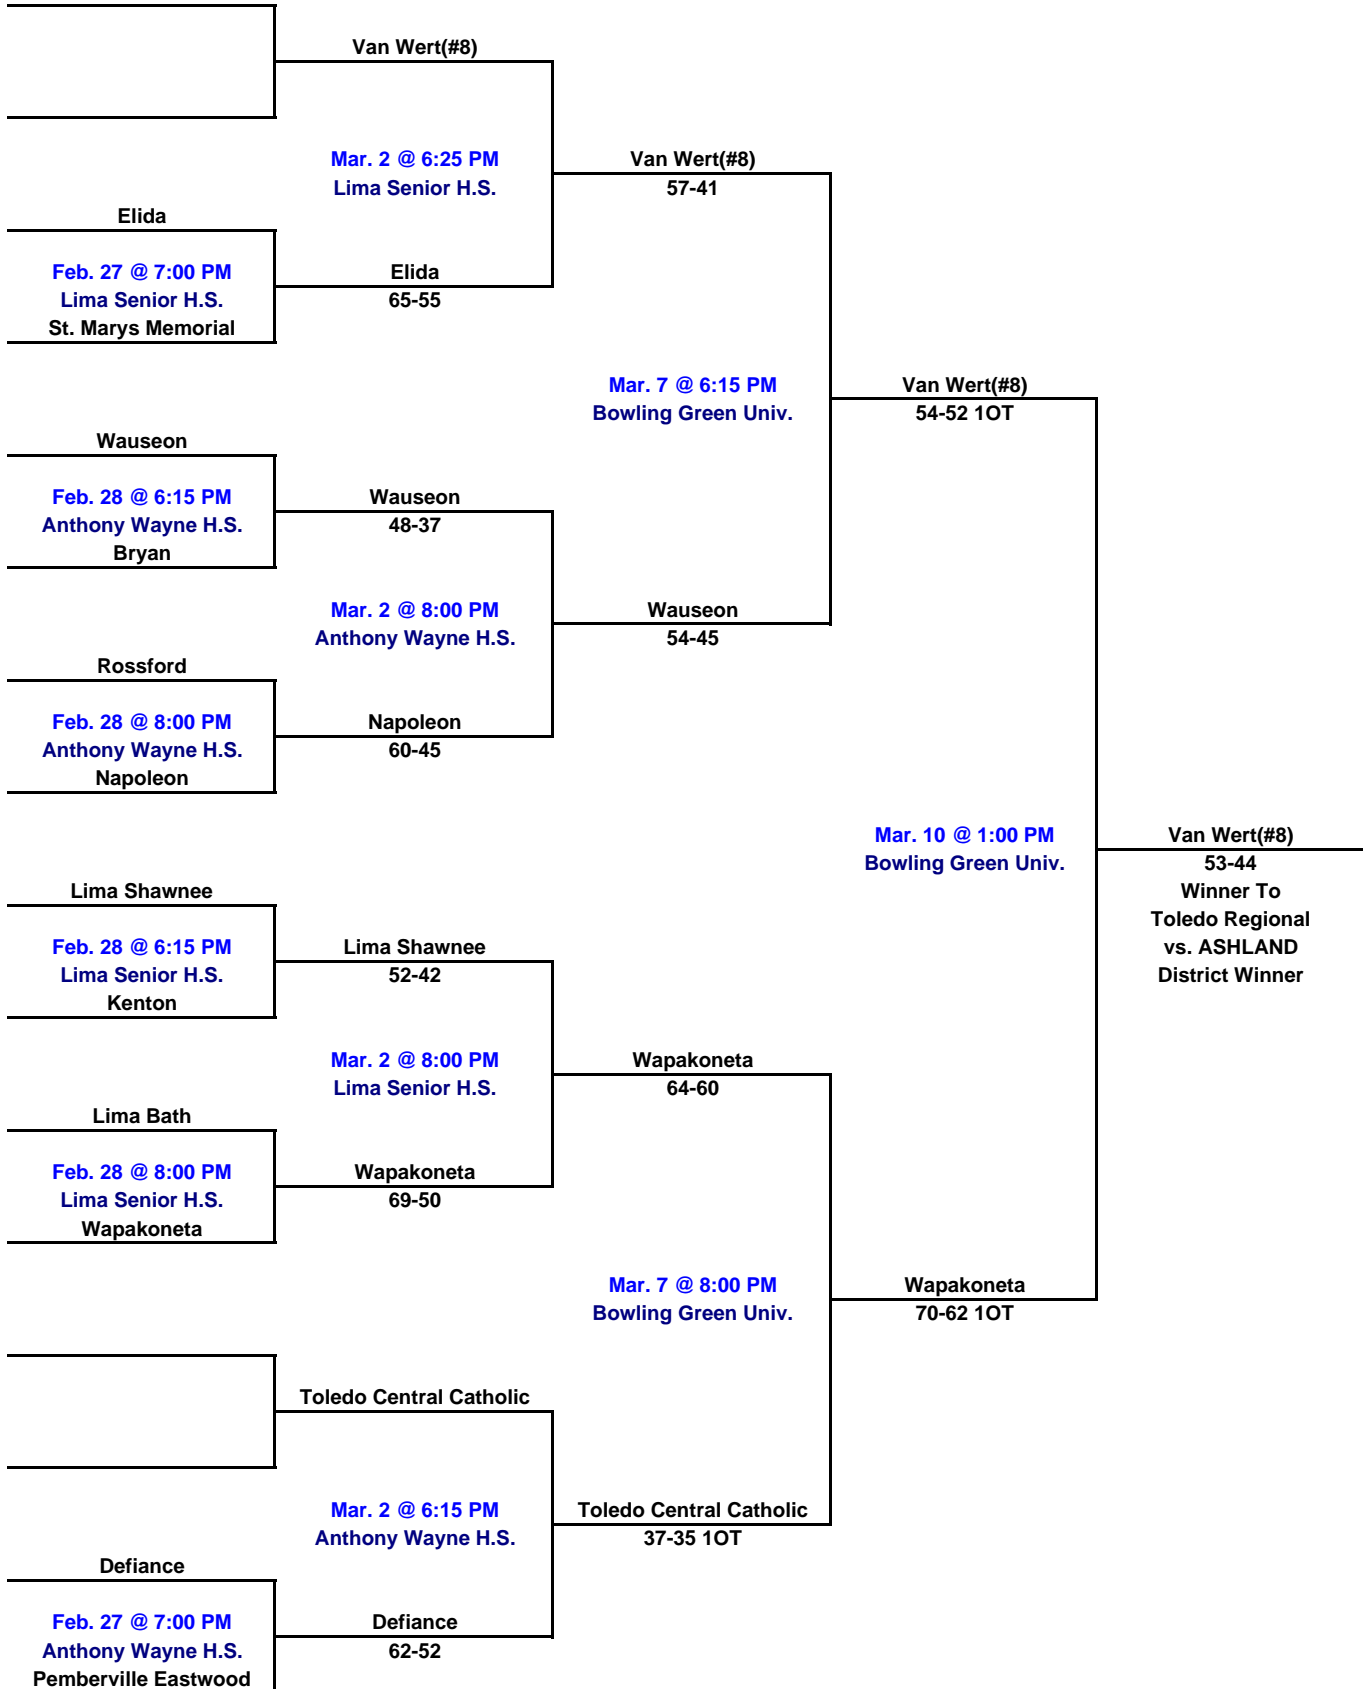 Van Wert(#8)
Mar. 2 @ 6:25 PM
Lima Senior H.S.
Van Wert(#8)
57-41
Elida
Feb. 27 @ 7:00 PM
Lima Senior H.S.
St. Marys Memorial
Elida
65-55
Mar. 7 @ 6:15 PM
Bowling Green Univ.
Van Wert(#8)
54-52 1OT
Wauseon
Feb. 28 @ 6:15 PM
Anthony Wayne H.S.
Bryan
Wauseon
48-37
Mar. 2 @ 8:00 PM
Anthony Wayne H.S.
Wauseon
54-45
Rossford
Feb. 28 @ 8:00 PM
Anthony Wayne H.S.
Napoleon
Napoleon
60-45
Mar. 10 @ 1:00 PM
Bowling Green Univ.
Van Wert(#8)
53-44
Winner To
Toledo Regional
vs. ASHLAND
District Winner
Lima Shawnee
Feb. 28 @ 6:15 PM
Lima Senior H.S.
Kenton
Lima Shawnee
52-42
Mar. 2 @ 8:00 PM
Lima Senior H.S.
Wapakoneta
64-60
Lima Bath
Feb. 28 @ 8:00 PM
Lima Senior H.S.
Wapakoneta
Wapakoneta
69-50
Mar. 7 @ 8:00 PM
Bowling Green Univ.
Wapakoneta
70-62 1OT
Toledo Central Catholic
Mar. 2 @ 6:15 PM
Anthony Wayne H.S.
Toledo Central Catholic
37-35 1OT
Defiance
Feb. 27 @ 7:00 PM
Anthony Wayne H.S.
Pemberville Eastwood
Defiance
62-52